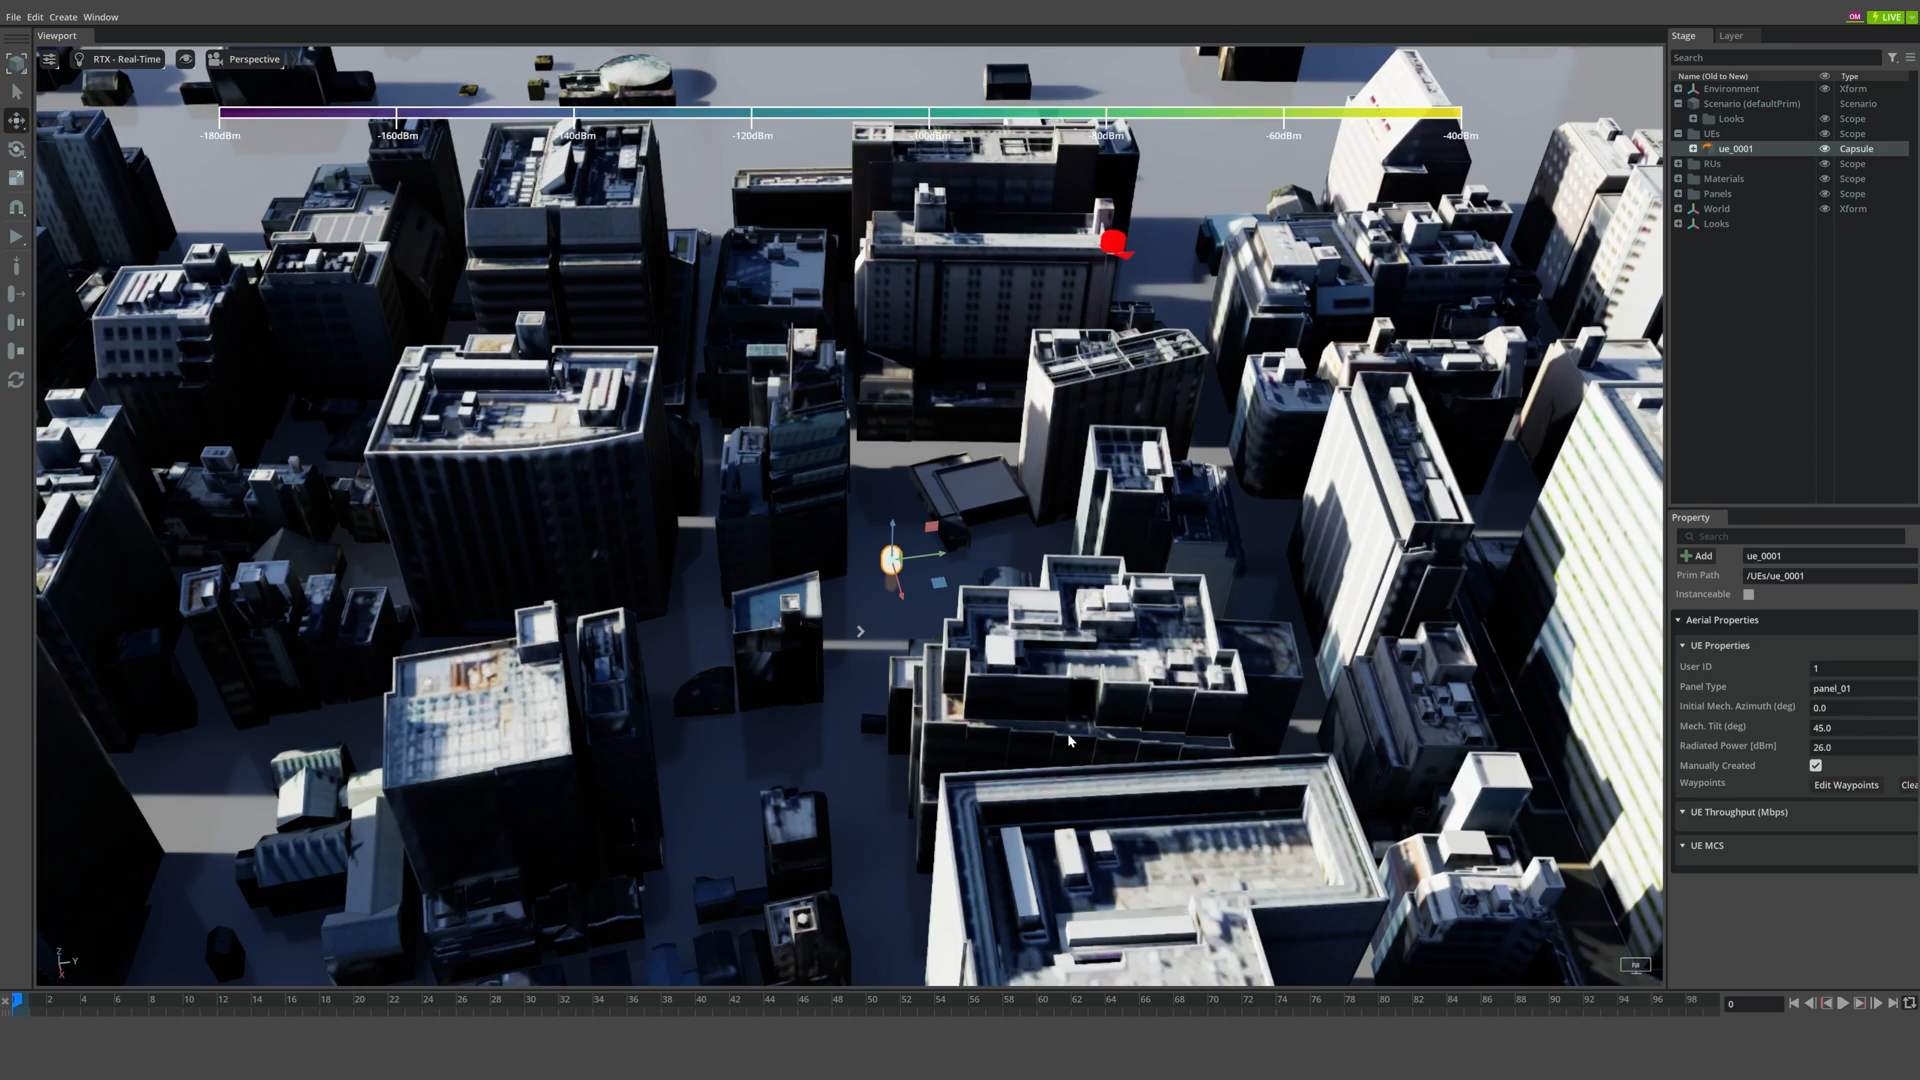 File Edit Create Window
OM LIVE
Viewport
Stage Layer
RTX - Real-Time Perspective
Search
Name (Old to New) Type
Environment Xform
Scenario (defaultPrim) Scenario
Looks Scope
UEs Scope
ue_0001 Capsule
RUs Scope
Materials Scope
Panels Scope
World Xform
Looks
-180dBm -160dBm -140dBm -120dBm -100dBm -80dBm -60dBm -40dBm
Property
Search
Add ue_0001
Prim Path /UEs/ue_0001
Instanceable
Aerial Properties
UE Properties
User ID 1
Panel Type panel_01
Initial Mech. Azimuth (deg) 0.0
Mech. Tilt (deg) 45.0
Radiated Power [dBm] 26.0
Manually Created
Waypoints Edit Waypoints Clea
UE Throughput (Mbps)
UE MCS
Z
Y
X
Fill
2 4 6 8 10 12 14 16 18 20 22 24 26 28 30 32 34 36 38 40 42 44 46 48 50 52 54 56 58 60 62 64 66 68 70 72 74 76 78 80 82 84 86 88 90 92 94 96 98
0